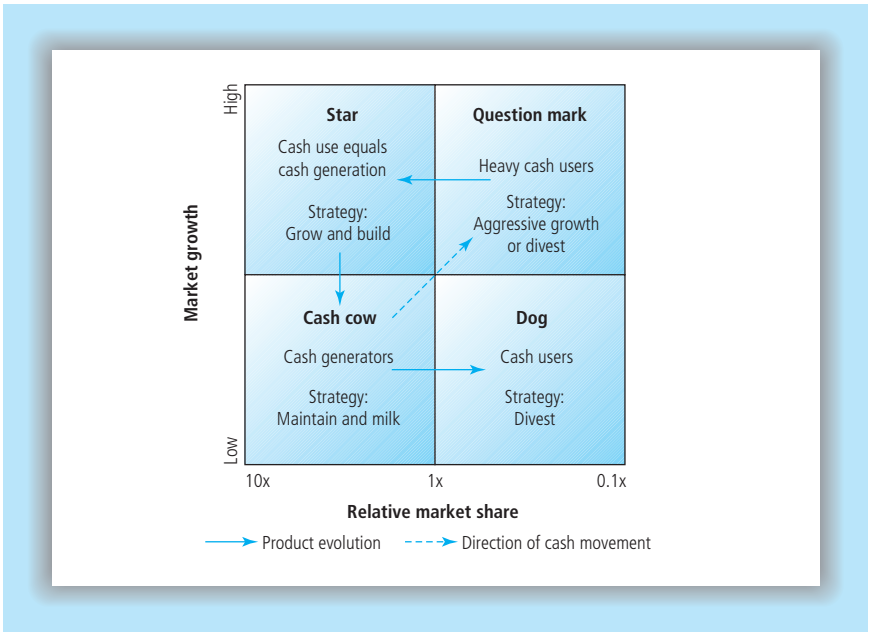 High
Market growth
Low
Star
Cash use equals
cash generation
Strategy:
Grow and build
Question mark
Heavy cash users
Strategy:
Aggressive growth
or divest
Cash cow
Cash generators
Strategy:
Maintain and milk
Dog
Cash users
Strategy:
Divest
10x
1x
0.1x
Relative market share
Product evolution
Direction of cash movement